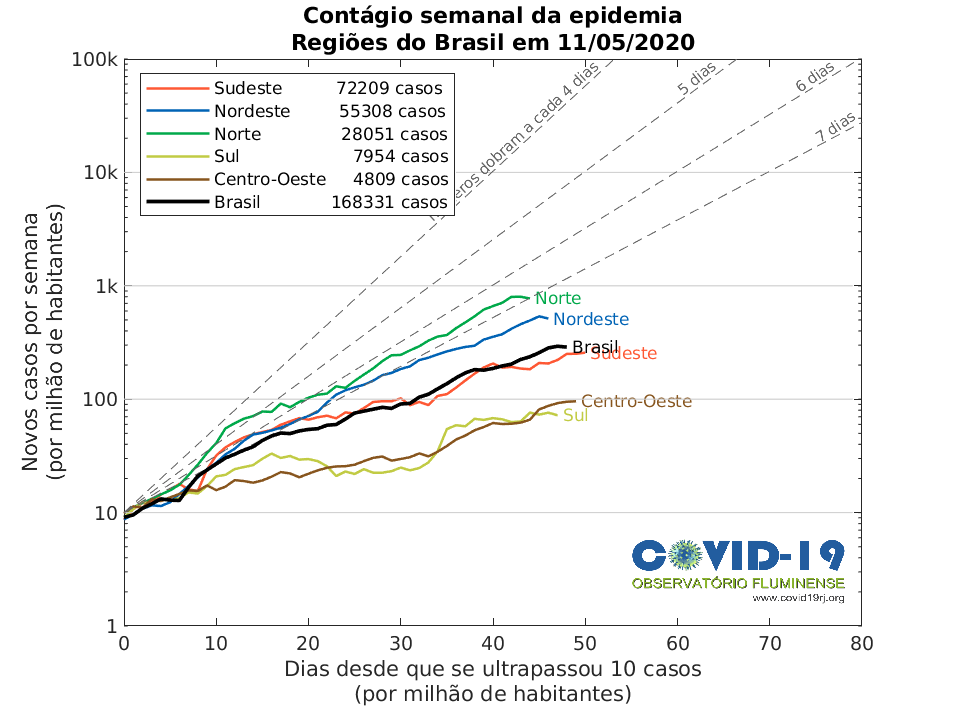 Contágio semanal da epidemia
Regiões do Brasil em 11/05/2020
Novos casos por semana
(por milhão de habitantes)
100k
10k
1k
100
10
1
Sudeste 72209 casos
Nordeste 55308 casos
Norte 28051 casos
Sul 7954 casos
Centro-Oeste 4809 casos
Brasil 168331 casos
dobram a cada 4 dias
5 dias
6 dias
7 dias
Norte
Nordeste
Brasil
Sudeste
Centro-Oeste
Sul
COVID-19
OBSERVATÓRIO FLUMINENSE
www.covid19rj.org
0 10 20 30 40 50 60 70 80
Dias desde que se ultrapassou 10 casos
(por milhão de habitantes)